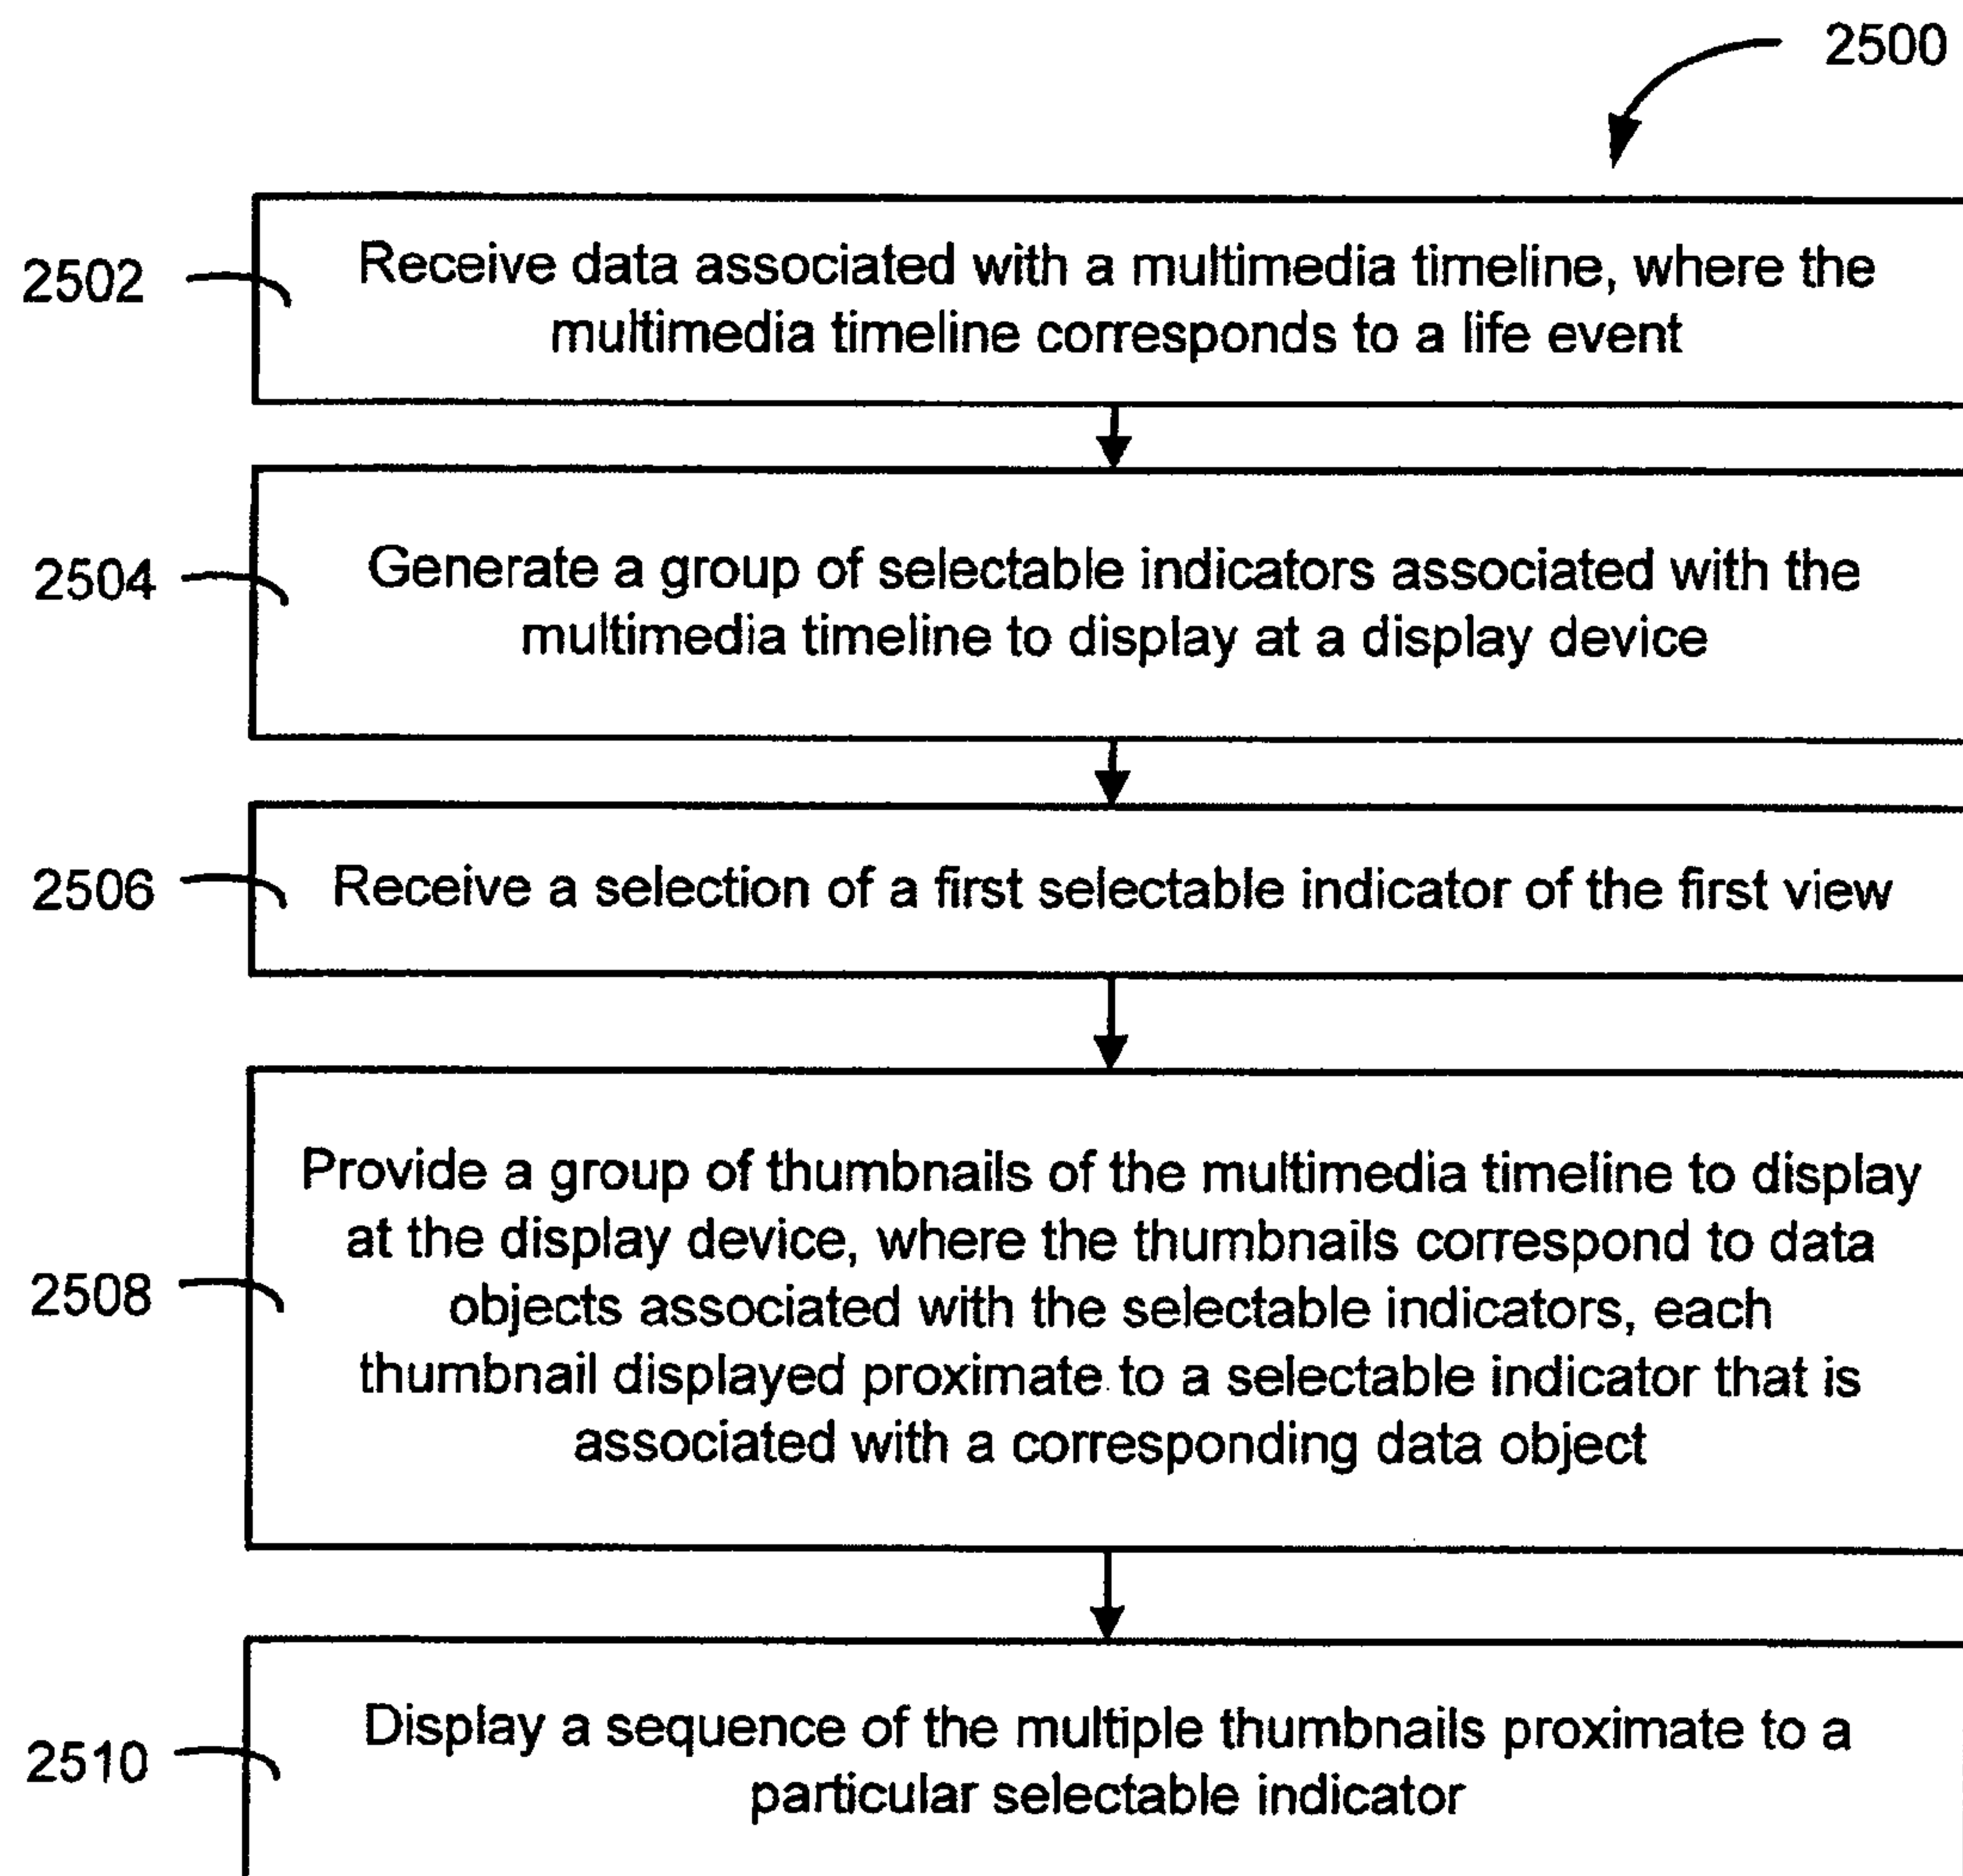 2500
2502
Receive data associated with a multimedia timeline, where the
multimedia timeline corresponds to a life event
2504
Generate a group of selectable indicators associated with the
multimedia timeline to display at a display device
2506
Receive a selection of a first selectable indicator of the first view
2508
Provide a group of thumbnails of the multimedia timeline to display
at the display device, where the thumbnails correspond to data
objects associated with the selectable indicators, each
thumbnail displayed proximate to a selectable indicator that is
associated with a corresponding data object
2510
Display a sequence of the multiple thumbnails proximate to a
particular selectable indicator